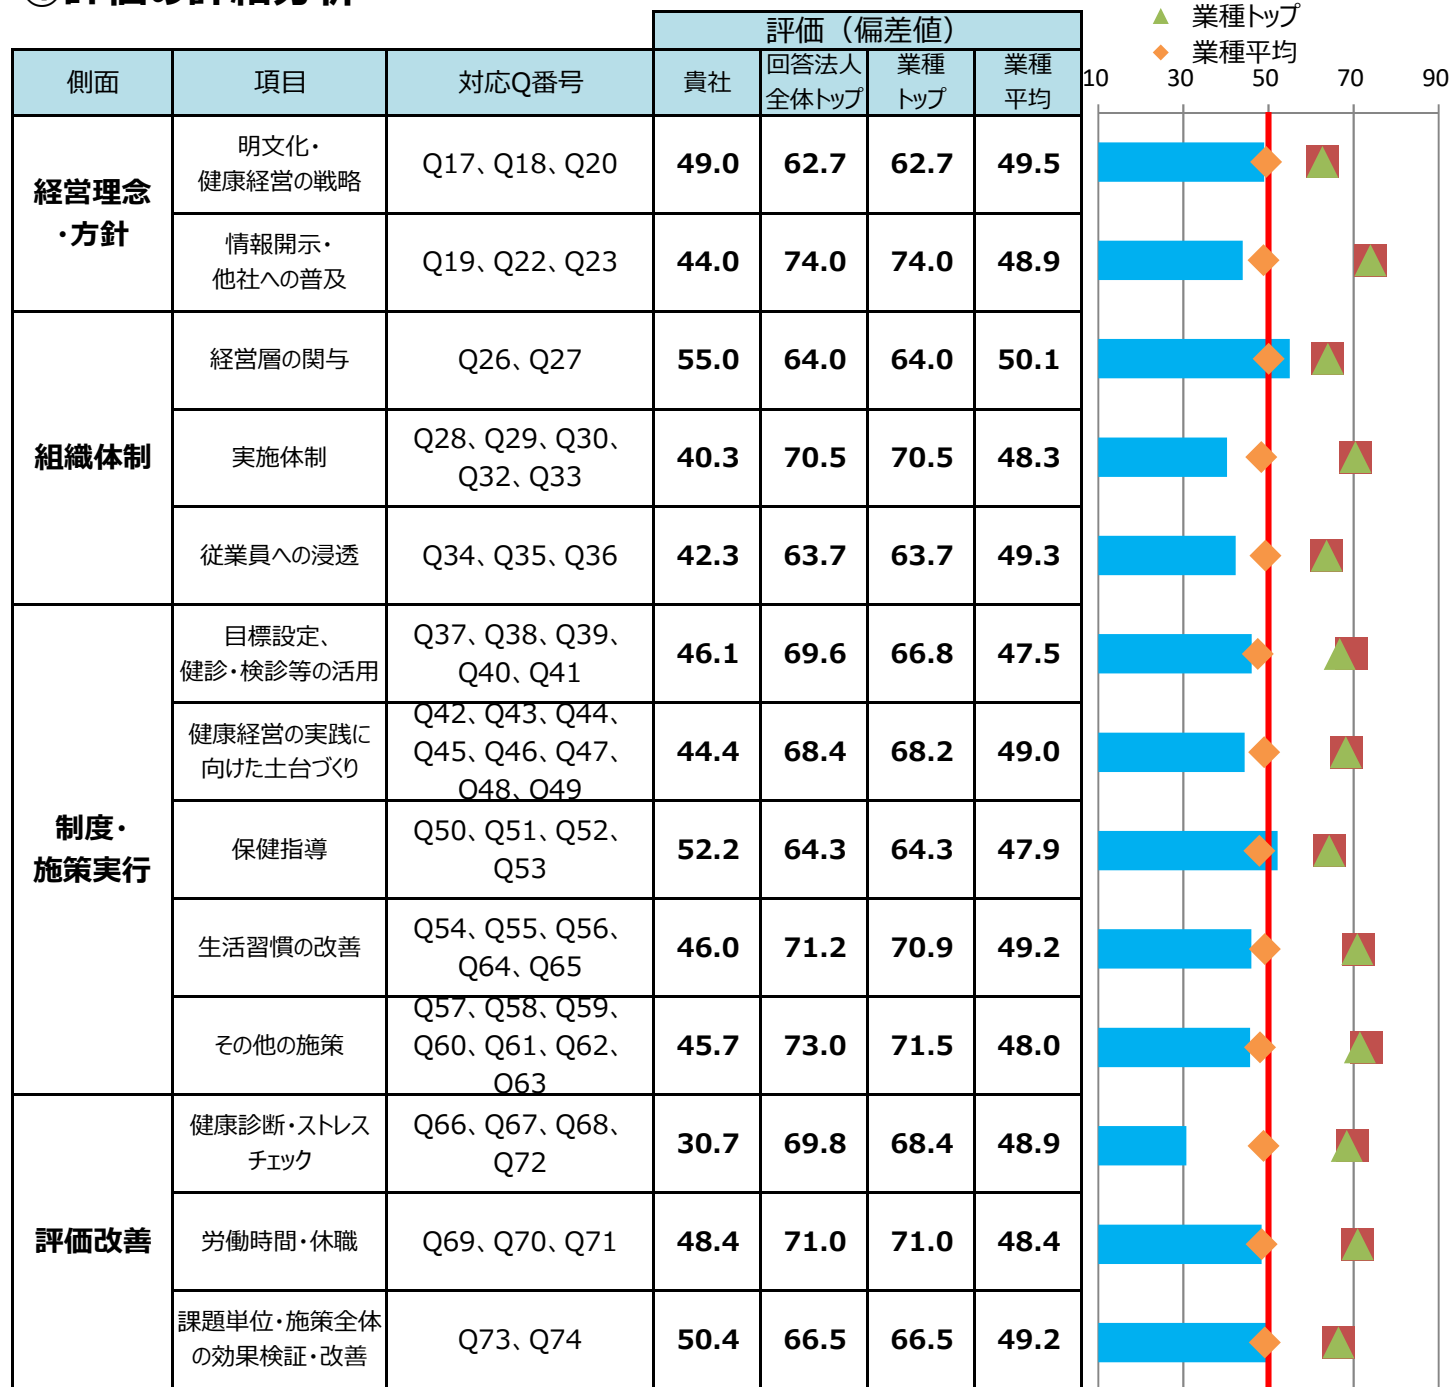 ①評価の詳細分析
▲ 業種トップ
◆ 業種平均
評価（偏差値）
側面 項目 対応Q番号 貴社 回答法人全体トップ 業種トップ 業種平均
10 30 50 70 90
経営理念・方針
明文化・健康経営の戦略 Q17、Q18、Q20 49.0 62.7 62.7 49.5
情報開示・他社への普及 Q19、Q22、Q23 44.0 74.0 74.0 48.9
組織体制
経営層の関与 Q26、Q27 55.0 64.0 64.0 50.1
実施体制 Q28、Q29、Q30、Q32、Q33 40.3 70.5 70.5 48.3
従業員への浸透 Q34、Q35、Q36 42.3 63.7 63.7 49.3
制度・施策実行
目標設定、健診・検診等の活用 Q37、Q38、Q39、Q40、Q41 46.1 69.6 66.8 47.5
健康経営の実践に向けた土台づくり Q42、Q43、Q44、Q45、Q46、Q47、Q48、Q49 44.4 68.4 68.2 49.0
保健指導 Q50、Q51、Q52、Q53 52.2 64.3 64.3 47.9
生活習慣の改善 Q54、Q55、Q56、Q64、Q65 46.0 71.2 70.9 49.2
その他の施策 Q57、Q58、Q59、Q60、Q61、Q62、Q63 45.7 73.0 71.5 48.0
評価改善
健康診断・ストレスチェック Q66、Q67、Q68、Q72 30.7 69.8 68.4 48.9
労働時間・休職 Q69、Q70、Q71 48.4 71.0 71.0 48.4
課題単位・施策全体の効果検証・改善 Q73、Q74 50.4 66.5 66.5 49.2